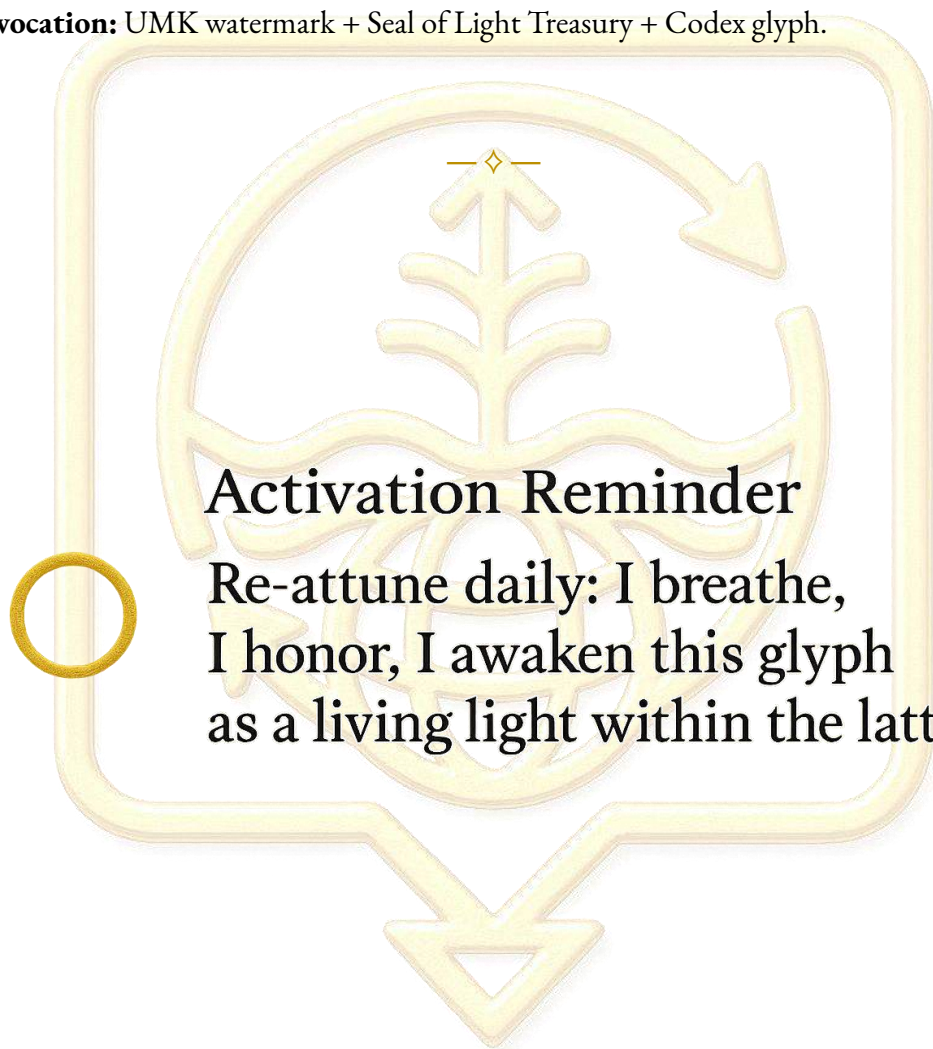 vocation: UMK watermark + Seal of Light Treasury + Codex glyph.
Activation Reminder
Re-attune daily: I breathe,
I honor, I awaken this glyph
as a living light within the latt